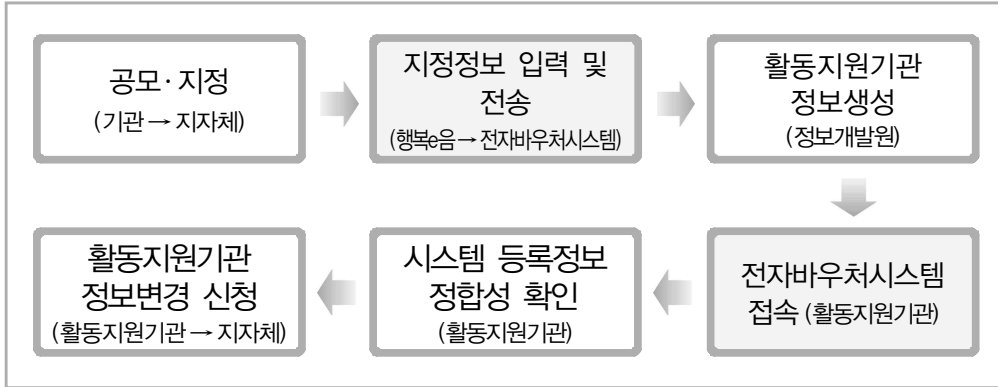 공모·지정
(기관 → 지자체)
지정정보 입력 및
전송
(행복e음 → 전자바우처시스템)
활동지원기관
정보생성
(정보개발원)
전자바우처시스템
접속 (활동지원기관)
시스템 등록정보
정합성 확인
(활동지원기관)
활동지원기관
정보변경 신청
(활동지원기관 → 지자체)